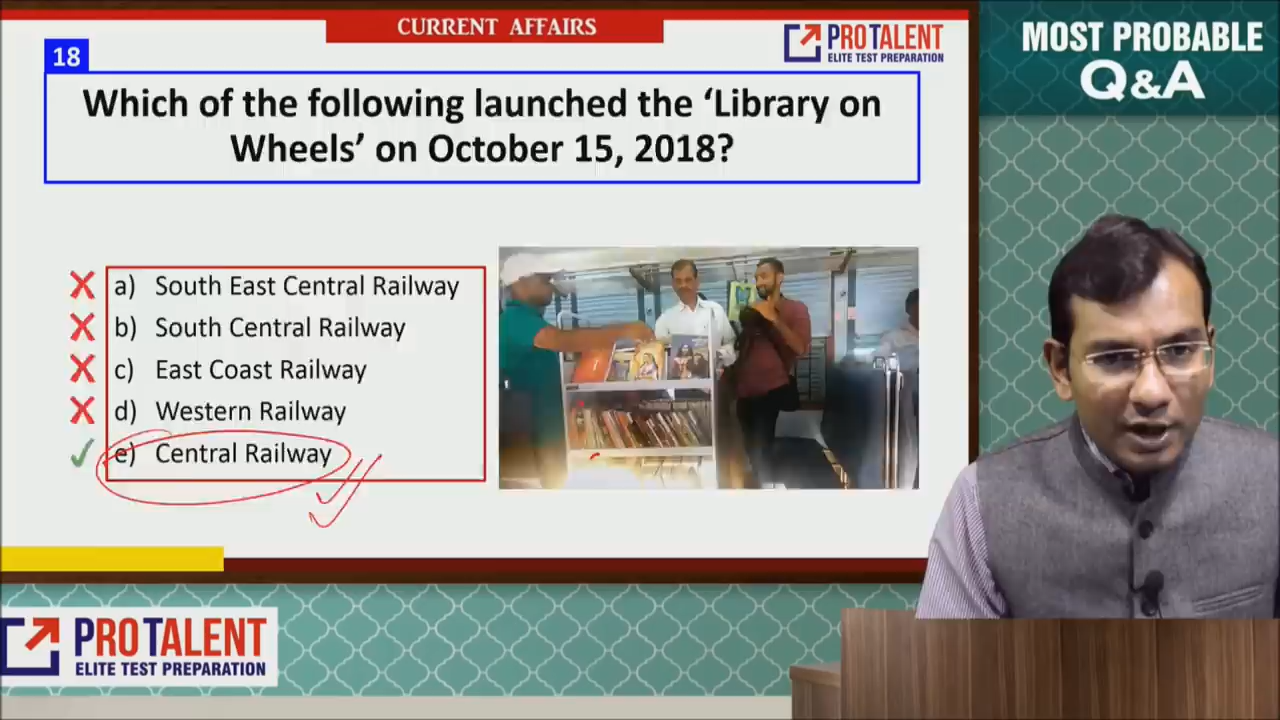 CURRENT AFFAIRS
PROTALENT
ELITE TEST PREPARATION
MOST PROBABLE
Q&A
18
Which of the following launched the ‘Library on
Wheels’ on October 15, 2018?
a) South East Central Railway
b) South Central Railway
c) East Coast Railway
d) Western Railway
e) Central Railway
PROTALENT
ELITE TEST PREPARATION